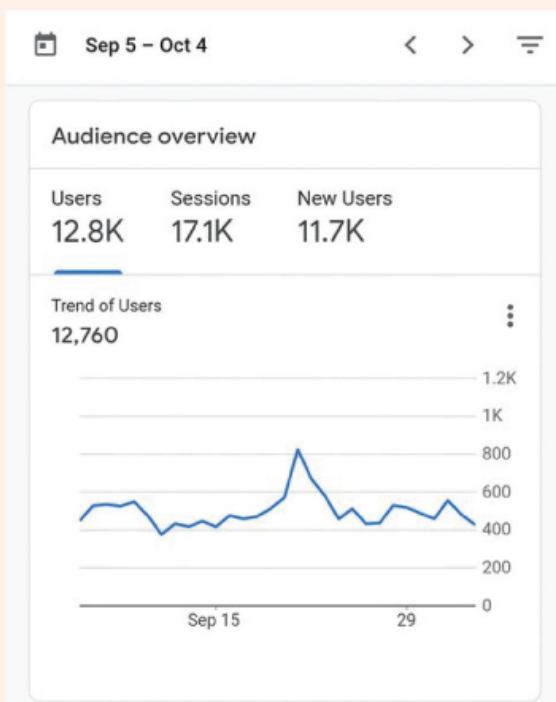 Sep 5 – Oct 4
Audience overview
Users Sessions New Users
12.8K 17.1K 11.7K
Trend of Users
12,760
1.2K
1K
800
600
400
200
0
Sep 15 29